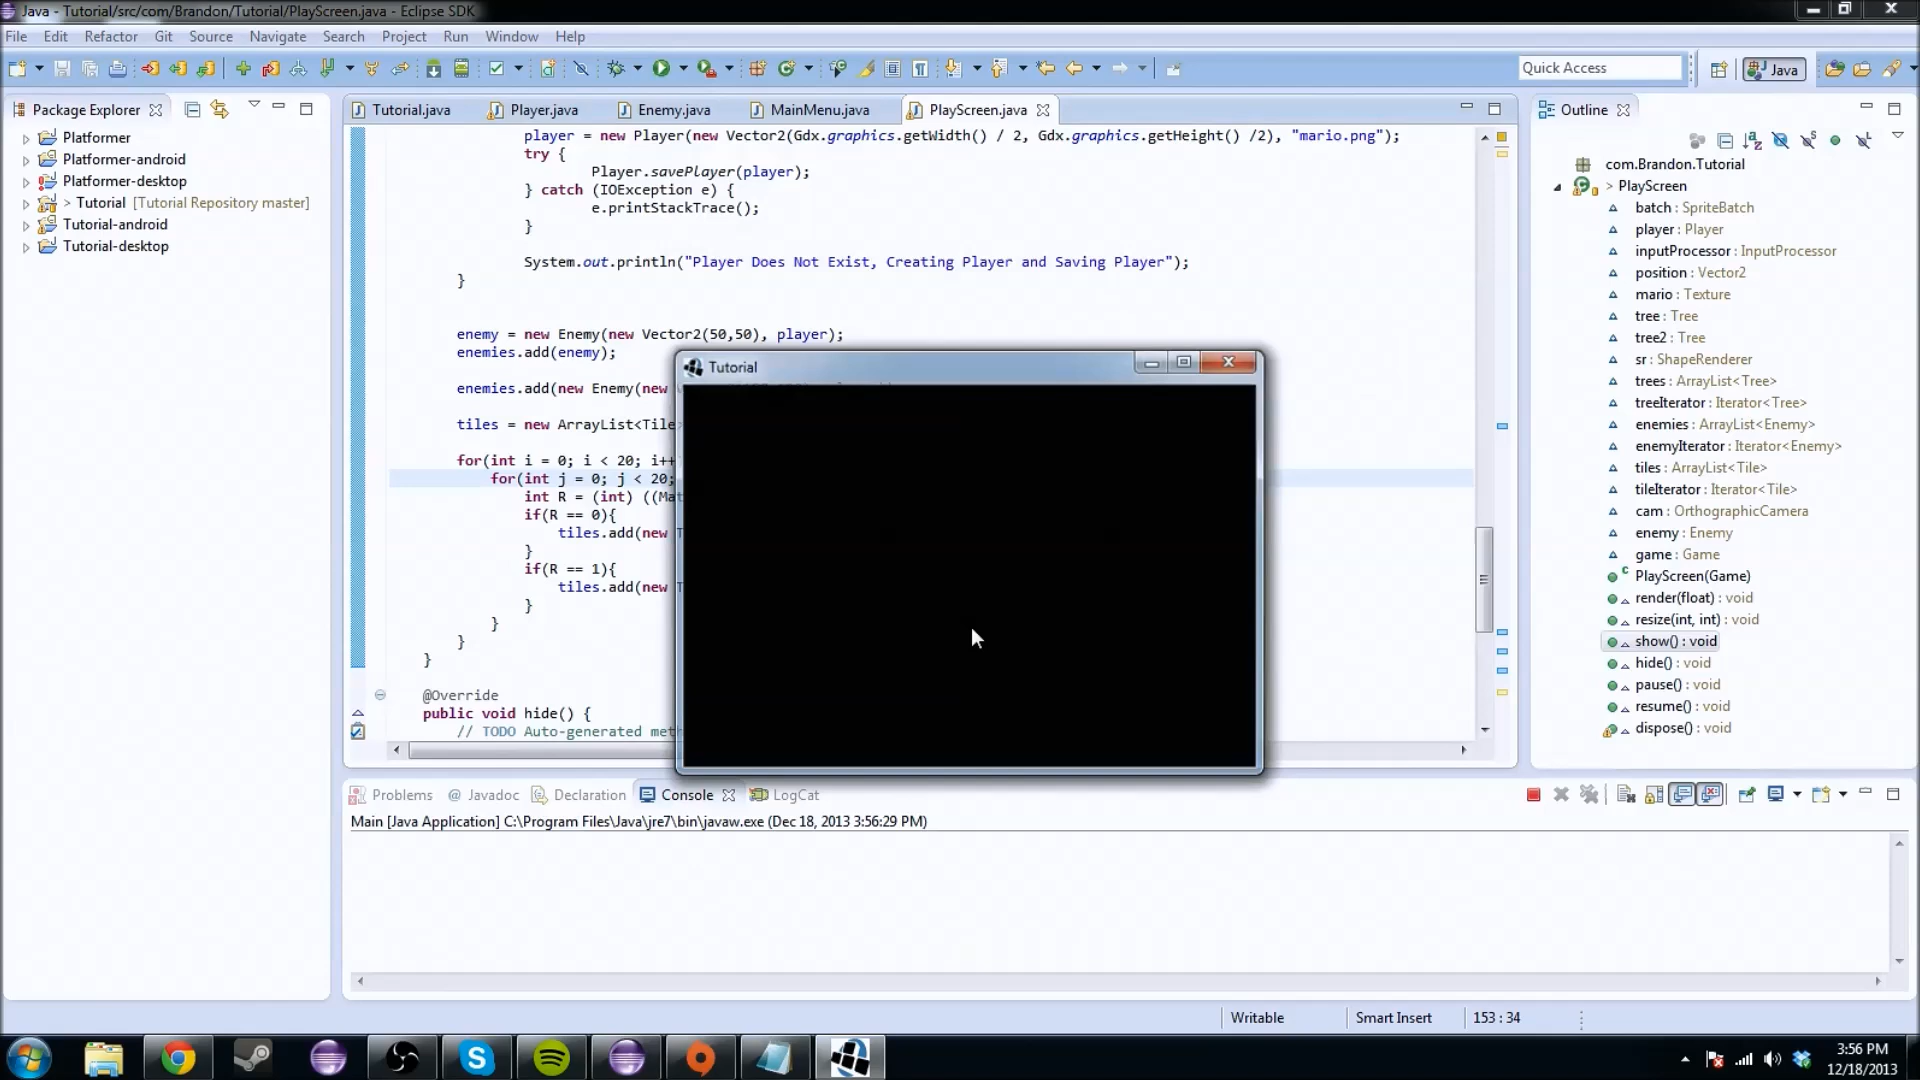 Java - Tutorial/src/com/Brandon/Tutorial/PlayScreen.java - Eclipse SDK
File Edit Refactor Git Source Navigate Search Project Run Window Help
Quick Access
Java
Package Explorer
Platformer
Platformer-android
Platformer-desktop
> Tutorial [Tutorial Repository master]
Tutorial-android
Tutorial-desktop
Tutorial.java Player.java Enemy.java MainMenu.java PlayScreen.java
player = new Player(new Vector2(Gdx.graphics.getWidth() / 2, Gdx.graphics.getHeight() /2), "mario.png");
try {
Player.savePlayer(player);
} catch (IOException e) {
e.printStackTrace();
}
System.out.println("Player Does Not Exist, Creating Player and Saving Player");
}
enemy = new Enemy(new Vector2(50,50), player);
enemies.add(enemy);
enemies.add(new Enemy(new
tiles = new ArrayList<Tile>
for(int i = 0; i < 20; i++
for(int j = 0; j < 20;
int R = (int) ((Ma
if(R == 0){
tiles.add(new T
}
if(R == 1){
tiles.add(new T
}
}
}
}
@Override
public void hide() {
// TODO Auto-generated meth
Tutorial
Outline
com.Brandon.Tutorial
> PlayScreen
batch : SpriteBatch
player : Player
inputProcessor : InputProcessor
position : Vector2
mario : Texture
tree : Tree
tree2 : Tree
sr : ShapeRenderer
trees : ArrayList<Tree>
treeIterator : Iterator<Tree>
enemies : ArrayList<Enemy>
enemyIterator : Iterator<Enemy>
tiles : ArrayList<Tile>
tileIterator : Iterator<Tile>
cam : OrthographicCamera
enemy : Enemy
game : Game
PlayScreen(Game)
render(float) : void
resize(int, int) : void
show() : void
hide() : void
pause() : void
resume() : void
dispose() : void
Problems @ Javadoc Declaration Console LogCat
Main [Java Application] C:\Program Files\Java\jre7\bin\javaw.exe (Dec 18, 2013 3:56:29 PM)
Writable Smart Insert 153 : 34
3:56 PM
12/18/2013